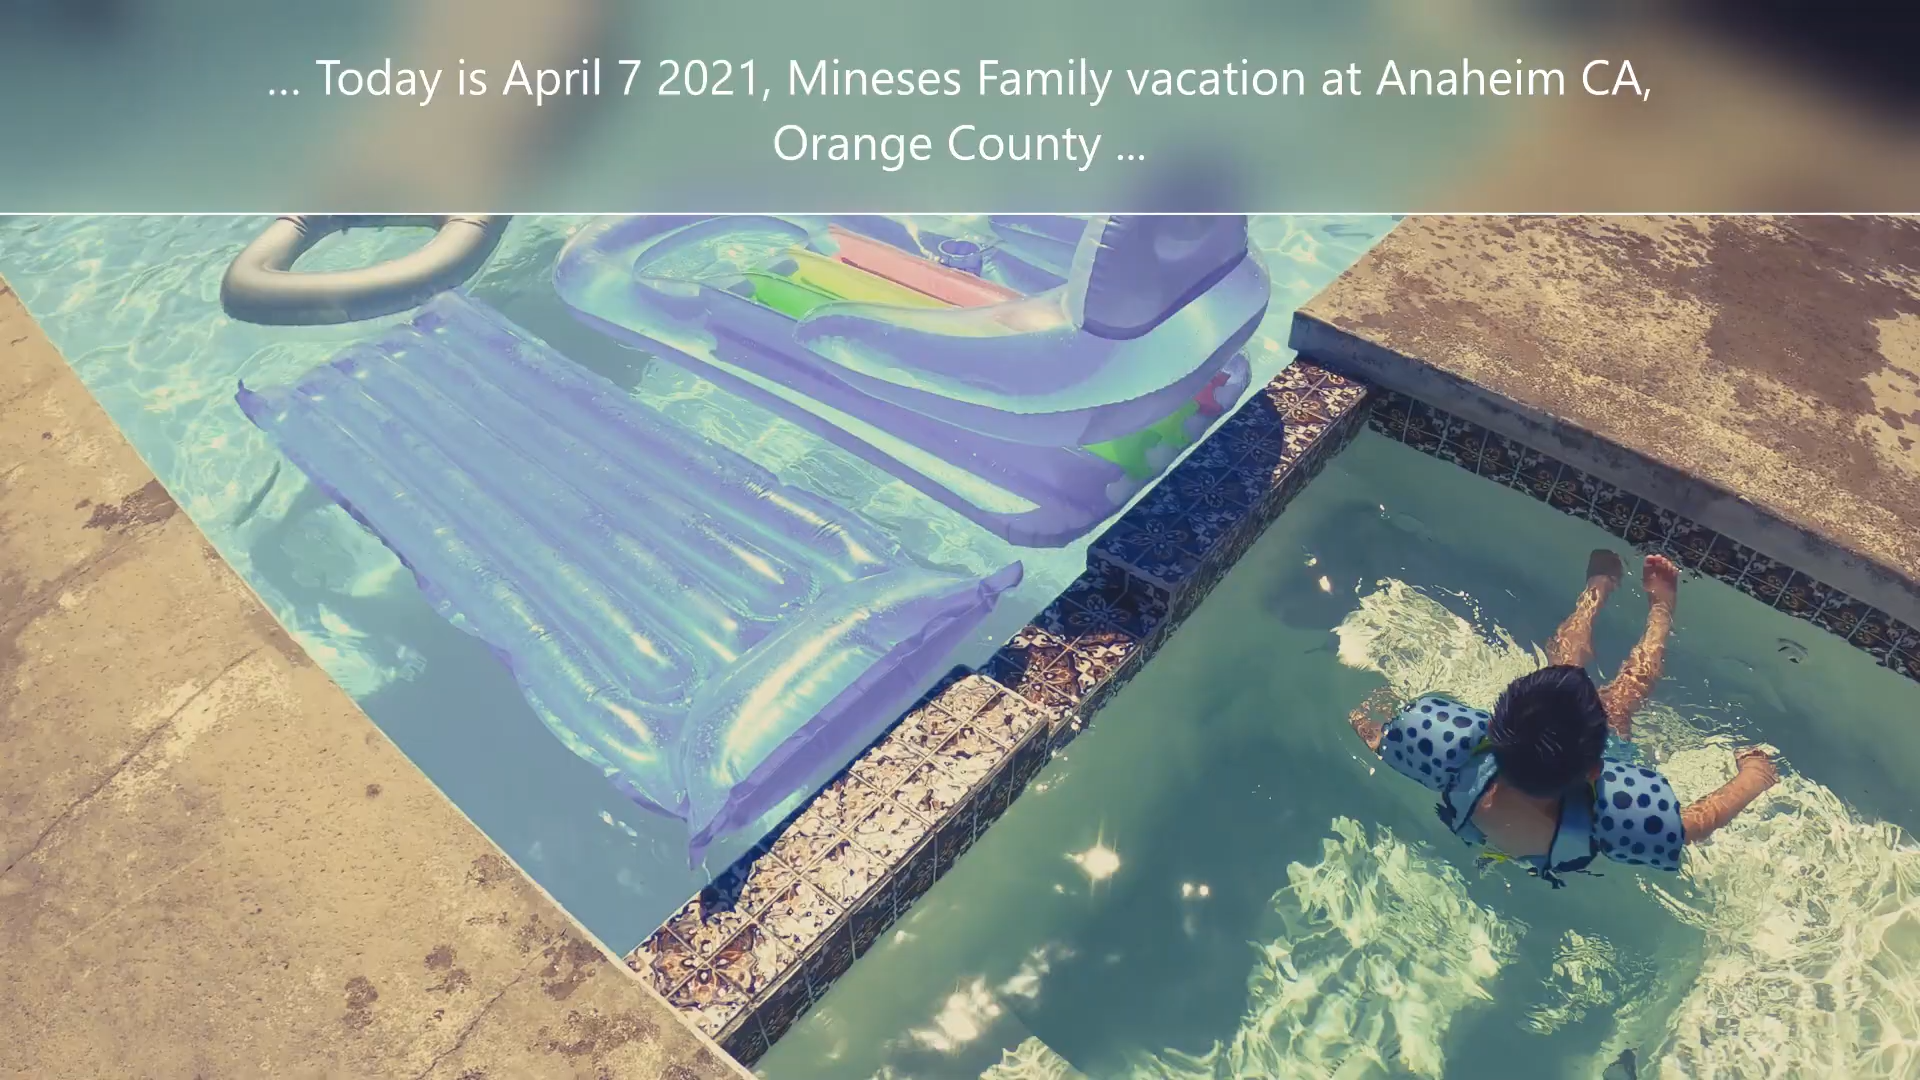 ... Today is April 7 2021, Mineses Family vacation at Anaheim CA,
Orange County ...